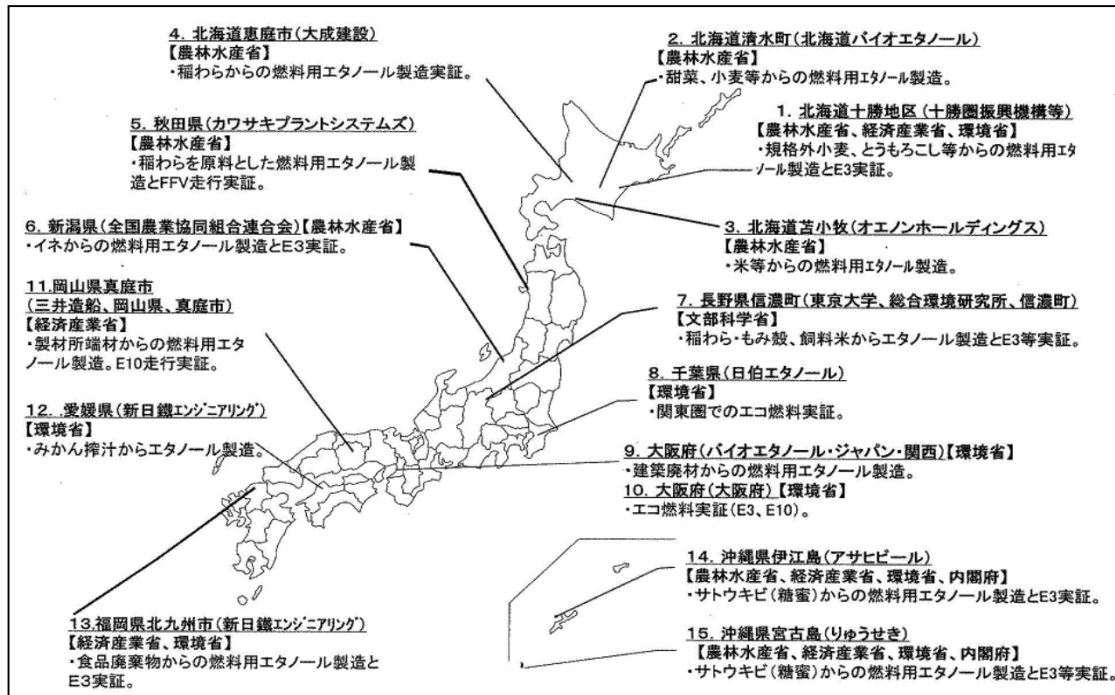 4. 北海道恵庭市(大成建設)
【農林水産省】
・稲わらからの燃料用エタノール製造実証。
2. 北海道清水町(北海道バイオエタノール)
【農林水産省】
・甜菜、小麦等からの燃料用エタノール製造。
1. 北海道十勝地区(十勝圏振興機構等)
【農林水産省、経済産業省、環境省】
・規格外小麦、とうもろこし等からの燃料用エタ
ノール製造とE3実証。
5. 秋田県(カワサキプラントシステムズ)
【農林水産省】
・稲わらを原料とした燃料用エタノール製
造とFFV走行実証。
3. 北海道苫小牧(オエノンホールディングス)
【農林水産省】
・米等からの燃料用エタノール製造。
6. 新潟県(全国農業協同組合連合会)【農林水産省】
・イネからの燃料用エタノール製造とE3実証。
11.岡山県真庭市
(三井造船、岡山県、真庭市)
【経済産業省】
・製材所端材からの燃料用エタ
ノール製造。E10走行実証。
7. 長野県信濃町(東京大学、総合環境研究所、信濃町)
【文部科学省】
・稲わら・もみ殻、飼料米からエタノール製造とE3等実証。
8. 千葉県(日伯エタノール)
【環境省】
・関東圏でのエコ燃料実証。
12. .愛媛県(新日鐵エンジニアリング)
【環境省】
・みかん搾汁からエタノール製造。
9. 大阪府(バイオエタノール・ジャパン・関西)【環境省】
・建築廃材からの燃料用エタノール製造。
10. 大阪府(大阪府)【環境省】
・エコ燃料実証(E3、E10)。
14. 沖縄県伊江島(アサヒビール)
【農林水産省、経済産業省、環境省、内閣府】
・サトウキビ(糖蜜)からの燃料用エタノール製造とE3実証。
13.福岡県北九州市(新日鐵エンジニアリング)
【経済産業省、環境省】
・食品廃棄物からの燃料用エタノール製造と
E3実証。
15. 沖縄県宮古島(りゅうせき)
【農林水産省、経済産業省、環境省、内閣府】
・サトウキビ(糖蜜)からの燃料用エタノール製造とE3等実証。